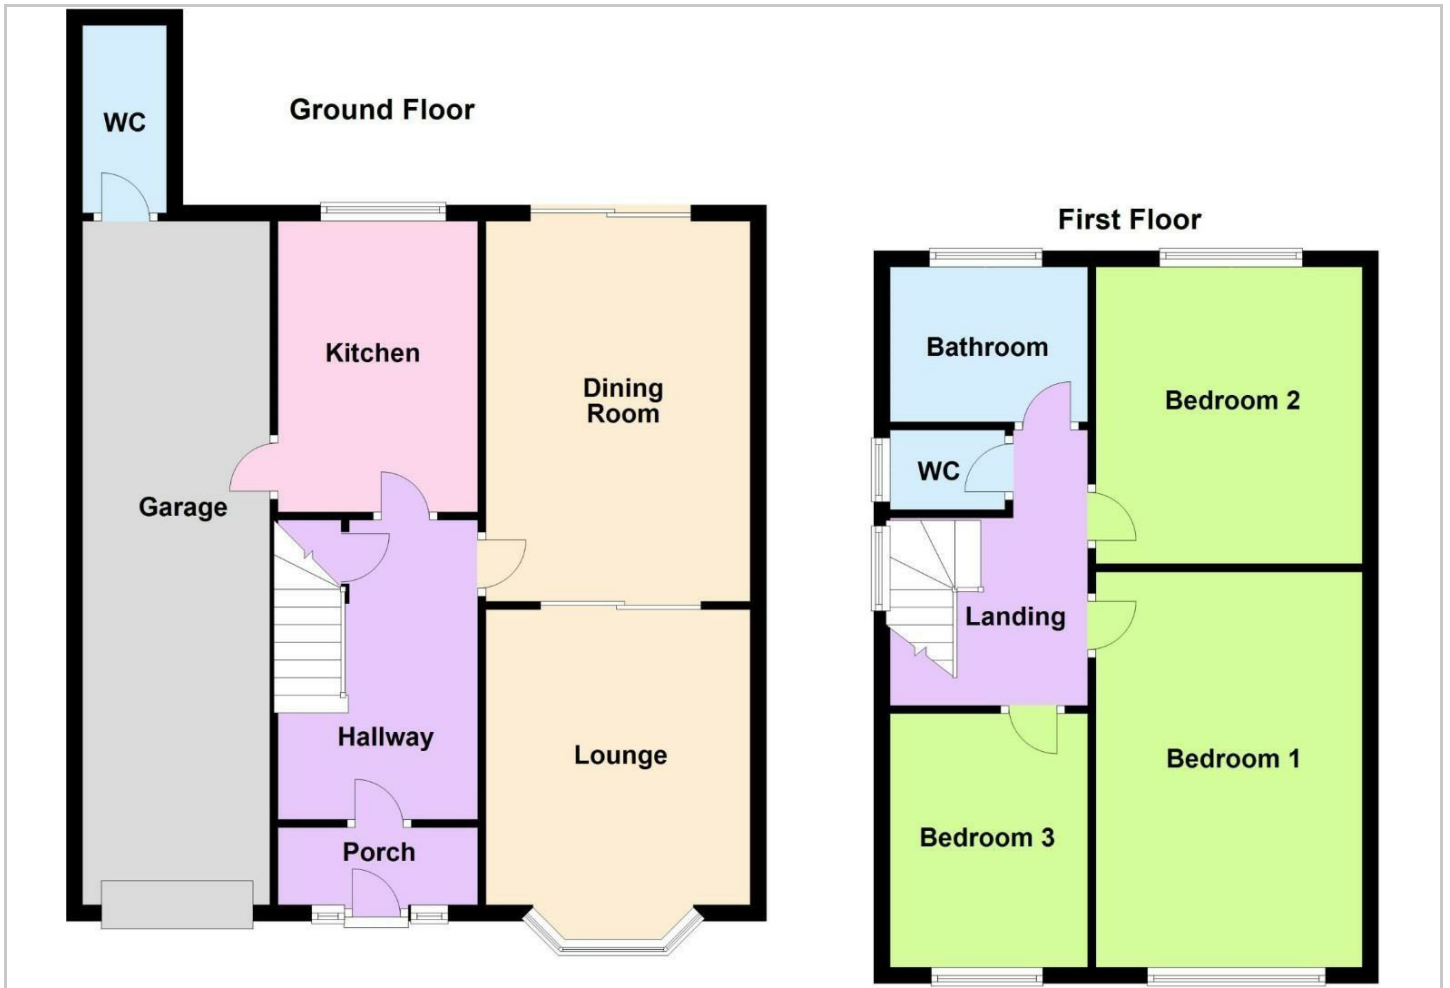 Ground Floor
WC
Kitchen
Dining
Room
Garage
Hallway
Lounge
Porch
First Floor
Bathroom
Bedroom 2
WC
Landing
Bedroom 1
Bedroom 3